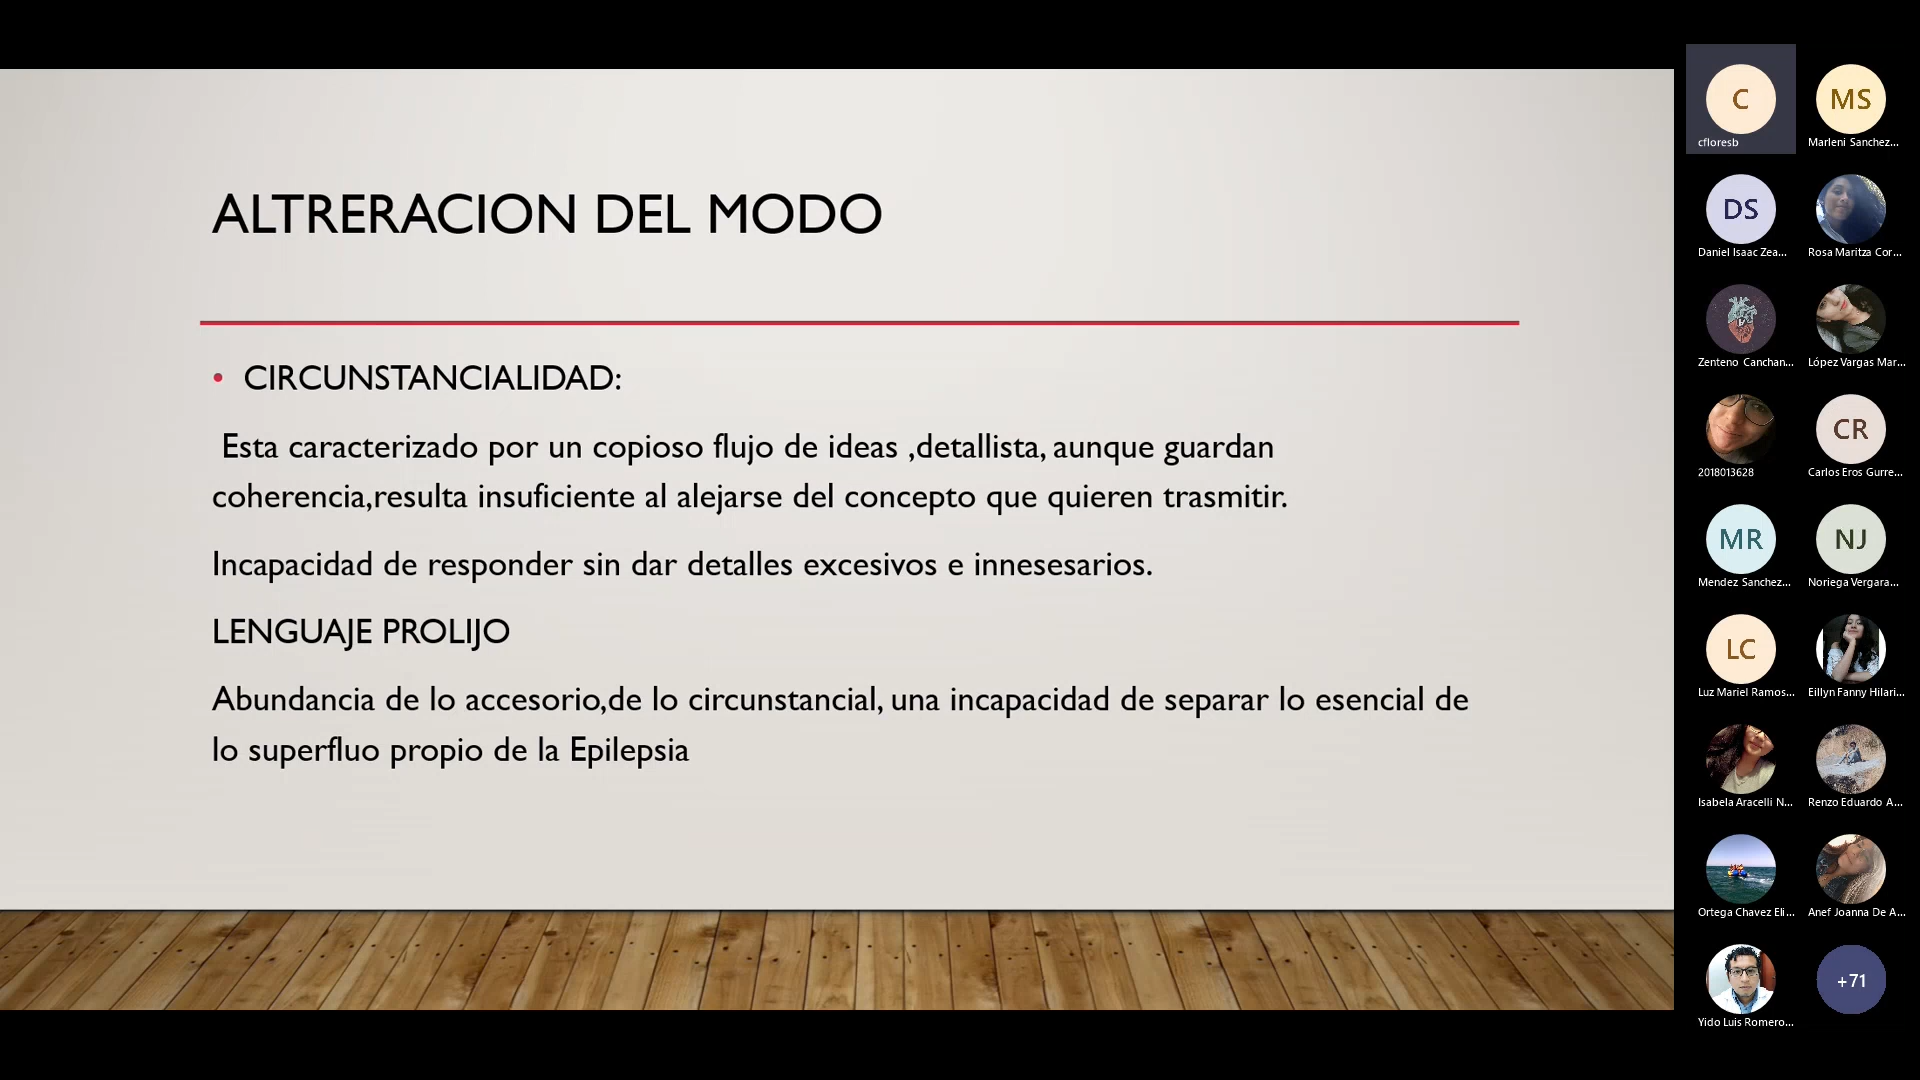 ALTRERACION DEL MODO
• CIRCUNSTANCIALIDAD:
Esta caracterizado por un copioso flujo de ideas ,detallista, aunque guardan
coherencia,resulta insuficiente al alejarse del concepto que quieren trasmitir.
Incapacidad de responder sin dar detalles excesivos e innesesarios.
LENGUAJE PROLIJO
Abundancia de lo accesorio,de lo circunstancial, una incapacidad de separar lo esencial de
lo superfluo propio de la Epilepsia
C
cfloresb
MS
Marleni Sanchez...
DS
Daniel Isaac Zea...
Rosa Maritza Cor...
Zenteno Canchan...
López Vargas Mar...
2018013628
CR
Carlos Eros Gurre...
MR
Mendez Sanchez...
NJ
Noriega Vergara...
LC
Luz Mariel Ramos...
Eillyn Fanny Hilari...
Isabela Aracelli N...
Renzo Eduardo A...
Ortega Chavez Eli...
Anef Joanna De A...
Yido Luis Romero...
+71